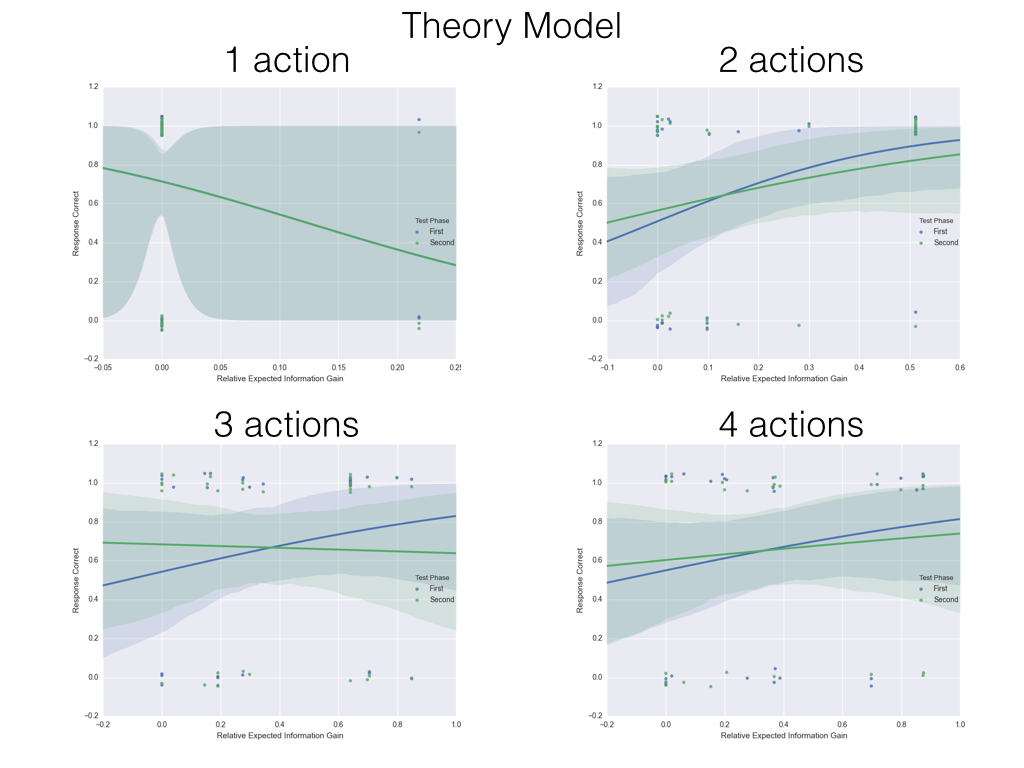 Theory Model
1 action
1.2
1.0
0.8
0.6
0.4
0.2
0.0
−0.2
Response Correct
Test Phase
First
Second
−0.05 0.00 0.05 0.10 0.15 0.20 0.25
Relative Expected Information Gain
2 actions
1.2
1.0
0.8
0.6
0.4
0.2
0.0
−0.2
Response Correct
Test Phase
First
Second
−0.1 0.0 0.1 0.2 0.3 0.4 0.5 0.6
Relative Expected Information Gain
3 actions
1.2
1.0
0.8
0.6
0.4
0.2
0.0
−0.2
Response Correct
Test Phase
First
Second
−0.2 0.0 0.2 0.4 0.6 0.8 1.0
Relative Expected Information Gain
4 actions
1.2
1.0
0.8
0.6
0.4
0.2
0.0
−0.2
Response Correct
Test Phase
First
Second
−0.2 0.0 0.2 0.4 0.6 0.8 1.0
Relative Expected Information Gain